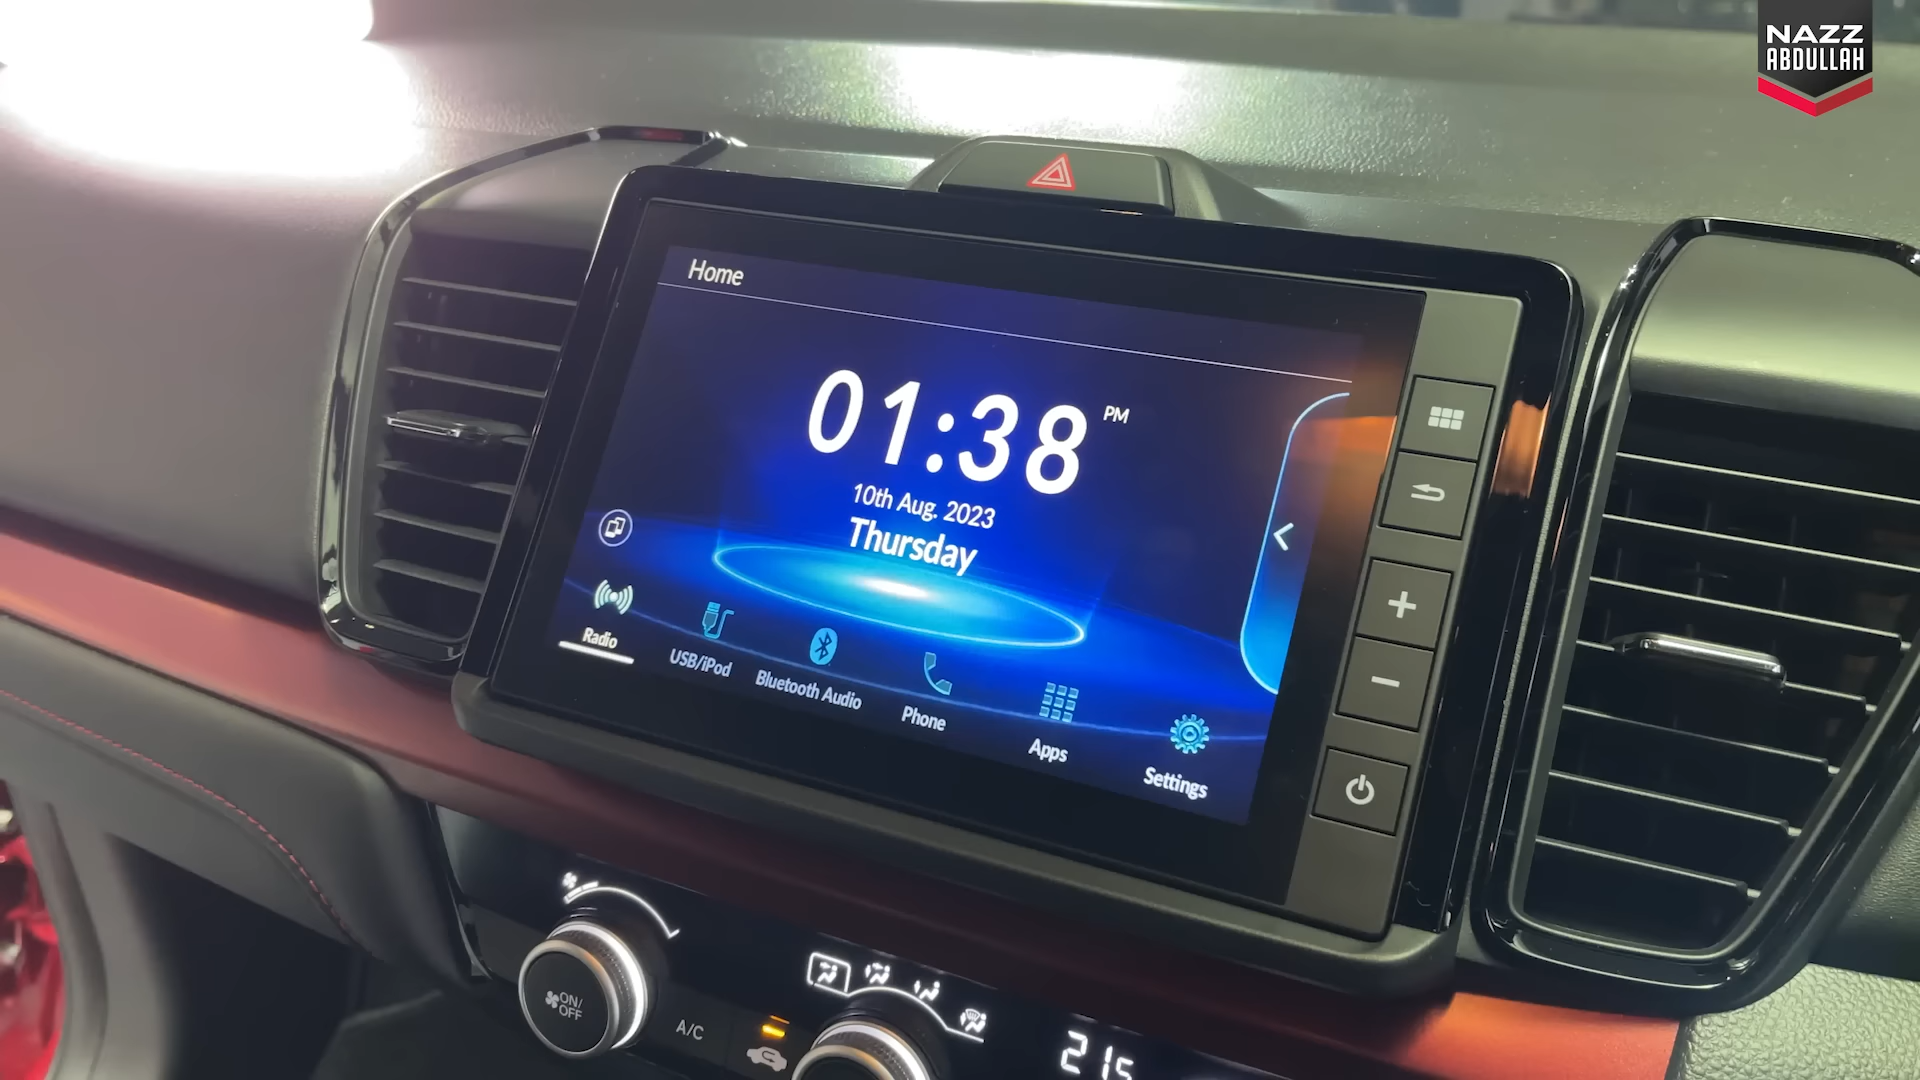 NAZZ
ABDULLAH
Home
01:38 PM
10th Aug. 2023
Thursday
Radio
USB/iPod
Bluetooth Audio
Phone
Apps
Settings
ON/
OFF
A/C
215